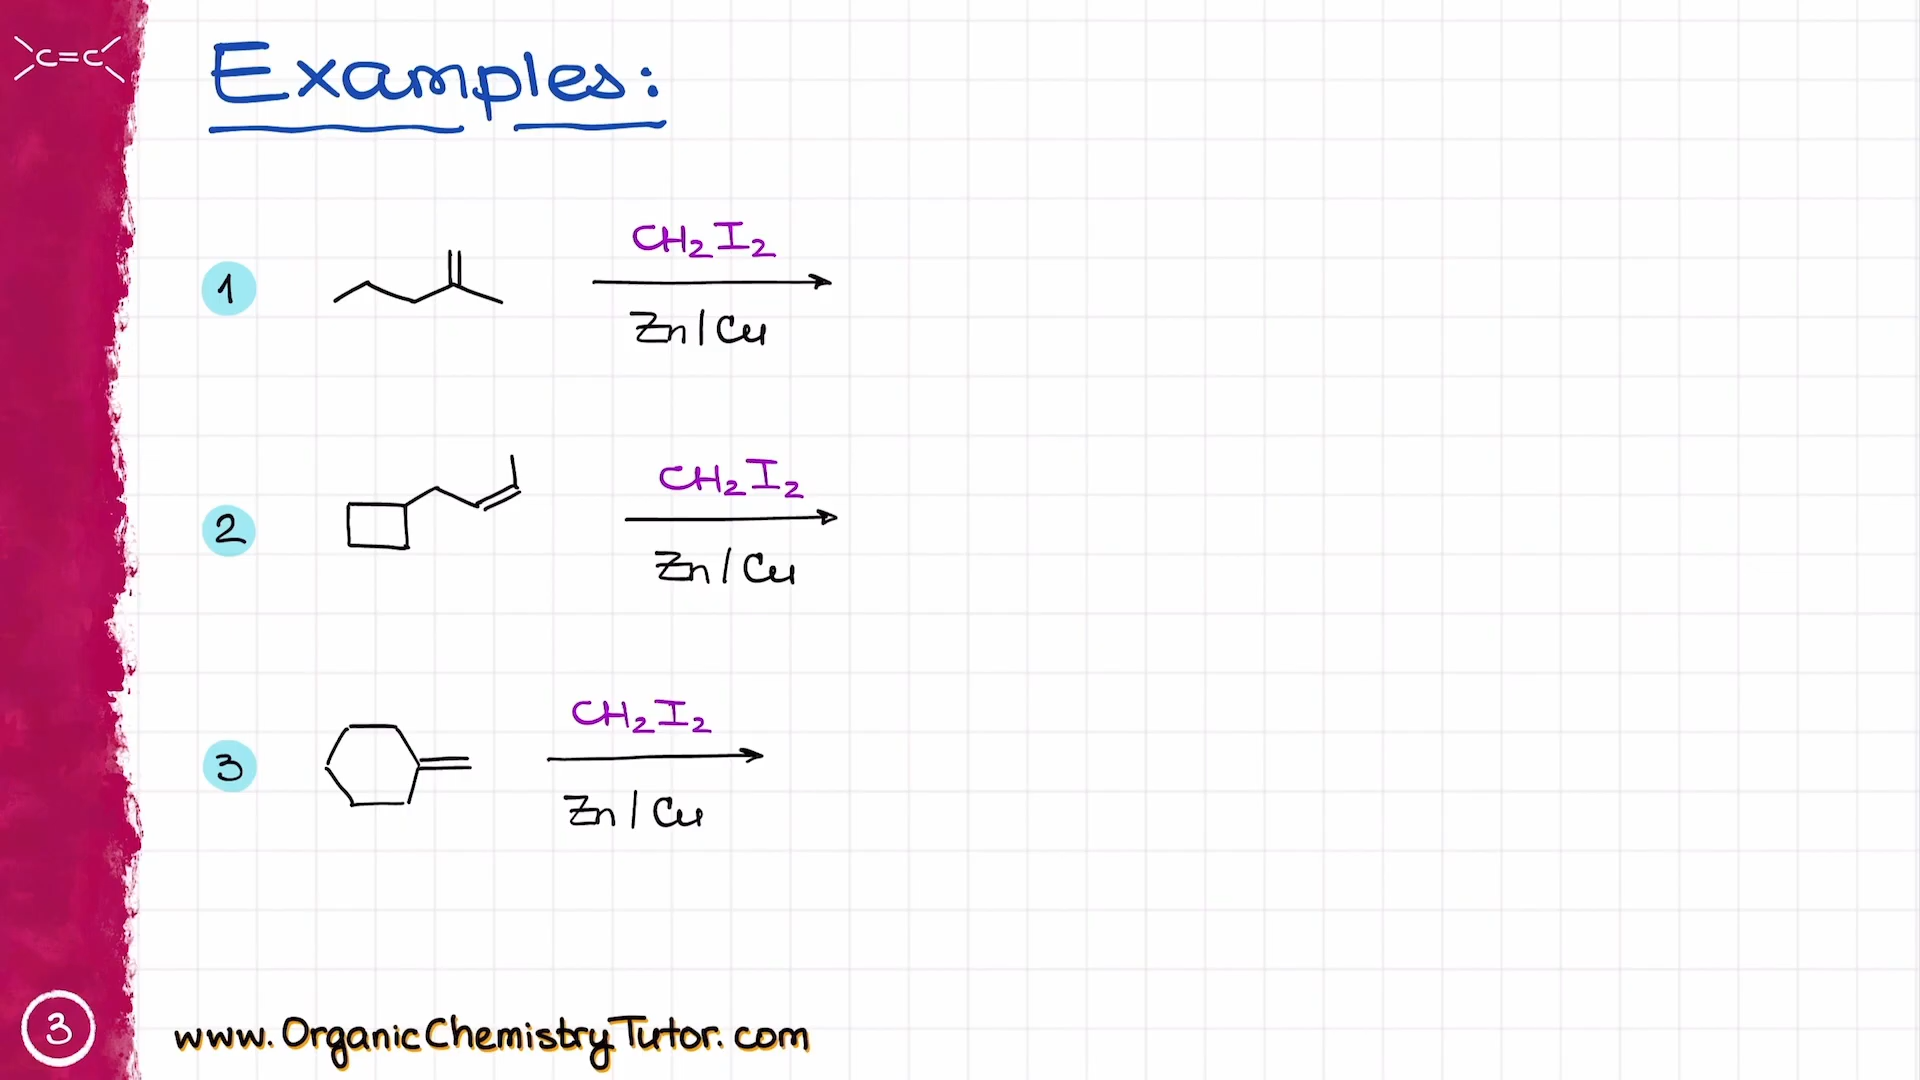 C=C
Examples:
1
CH₂I₂
Zn/Cu
2
CH₂I₂
Zn/Cu
3
CH₂I₂
Zn/Cu
3
www.OrganicChemistryTutor.com